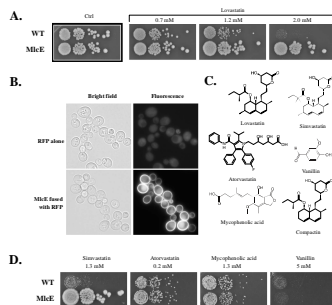 A.
Ctrl
Lovastatin
0.7 mM 1.2 mM 2.0 mM
WT
MlcE
B.
Bright field Fluorescence
RFP alone
MlcE fused
with RFP
C.
Lovastatin
Simvastatin
Atorvastatin
Vanillin
Mycophenolic acid
Compactin
D.
Simvastatin Atorvastatin Mycophenolic acid Vanillin
1.3 mM 0.2 mM 1.3 mM 5 mM
WT
MlcE